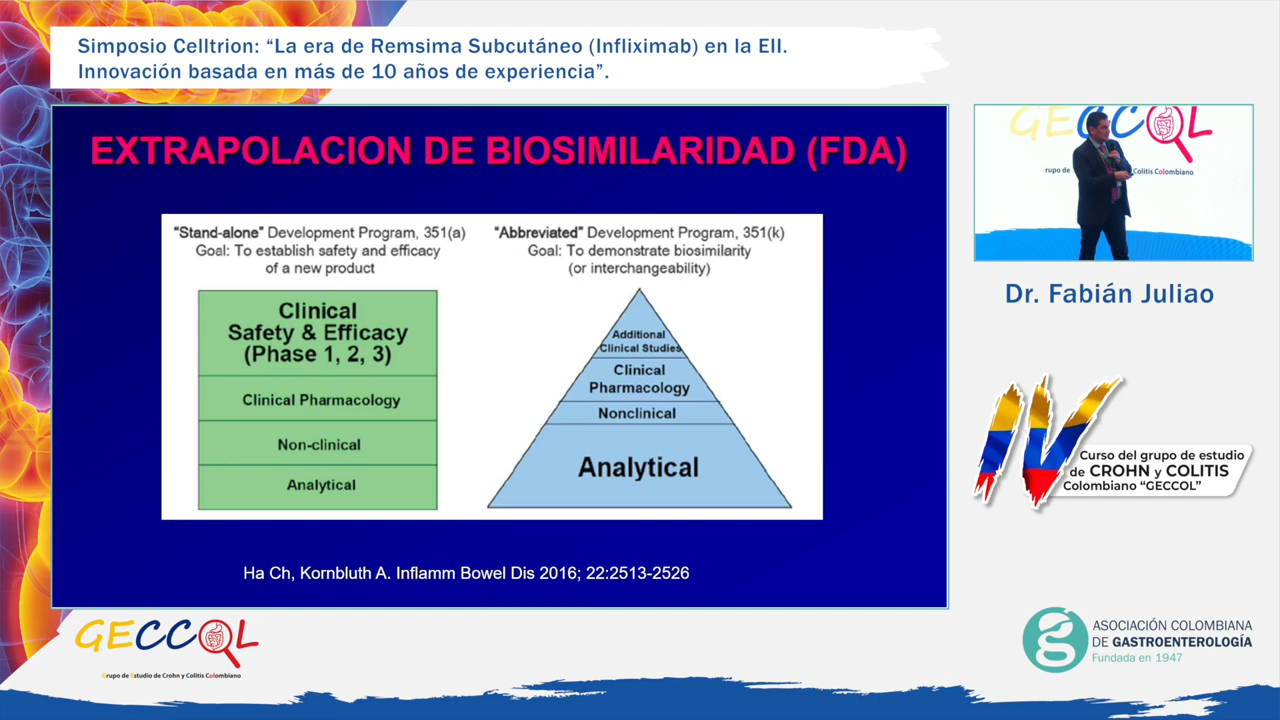 Simposio Celltrion: “La era de Remsima Subcutáneo (Infliximab) en la EII.
Innovación basada en más de 10 años de experiencia”.
EXTRAPOLACION DE BIOSIMILARIDAD (FDA)
“Stand-alone” Development Program, 351(a)
Goal: To establish safety and efficacy
of a new product
Clinical
Safety & Efficacy
(Phase 1, 2, 3)
Clinical Pharmacology
Non-clinical
Analytical
“Abbreviated” Development Program, 351(k)
Goal: To demonstrate biosimilarity
(or interchangeability)
Additional
Clinical Studies
Clinical
Pharmacology
Nonclinical
Analytical
Ha Ch, Kornbluth A. Inflamm Bowel Dis 2016; 22:2513-2526
GECCOL
rupo de
Colitis Colombiano
Dr. Fabián Juliao
IV
Curso del grupo de estudio
de CROHN y COLITIS
Colombiano “GECCOL”
GECCOL
Grupo de Estudio de Crohn y Colitis Colombiano
ASOCIACIÓN COLOMBIANA
DE GASTROENTEROLOGÍA
Fundada en 1947